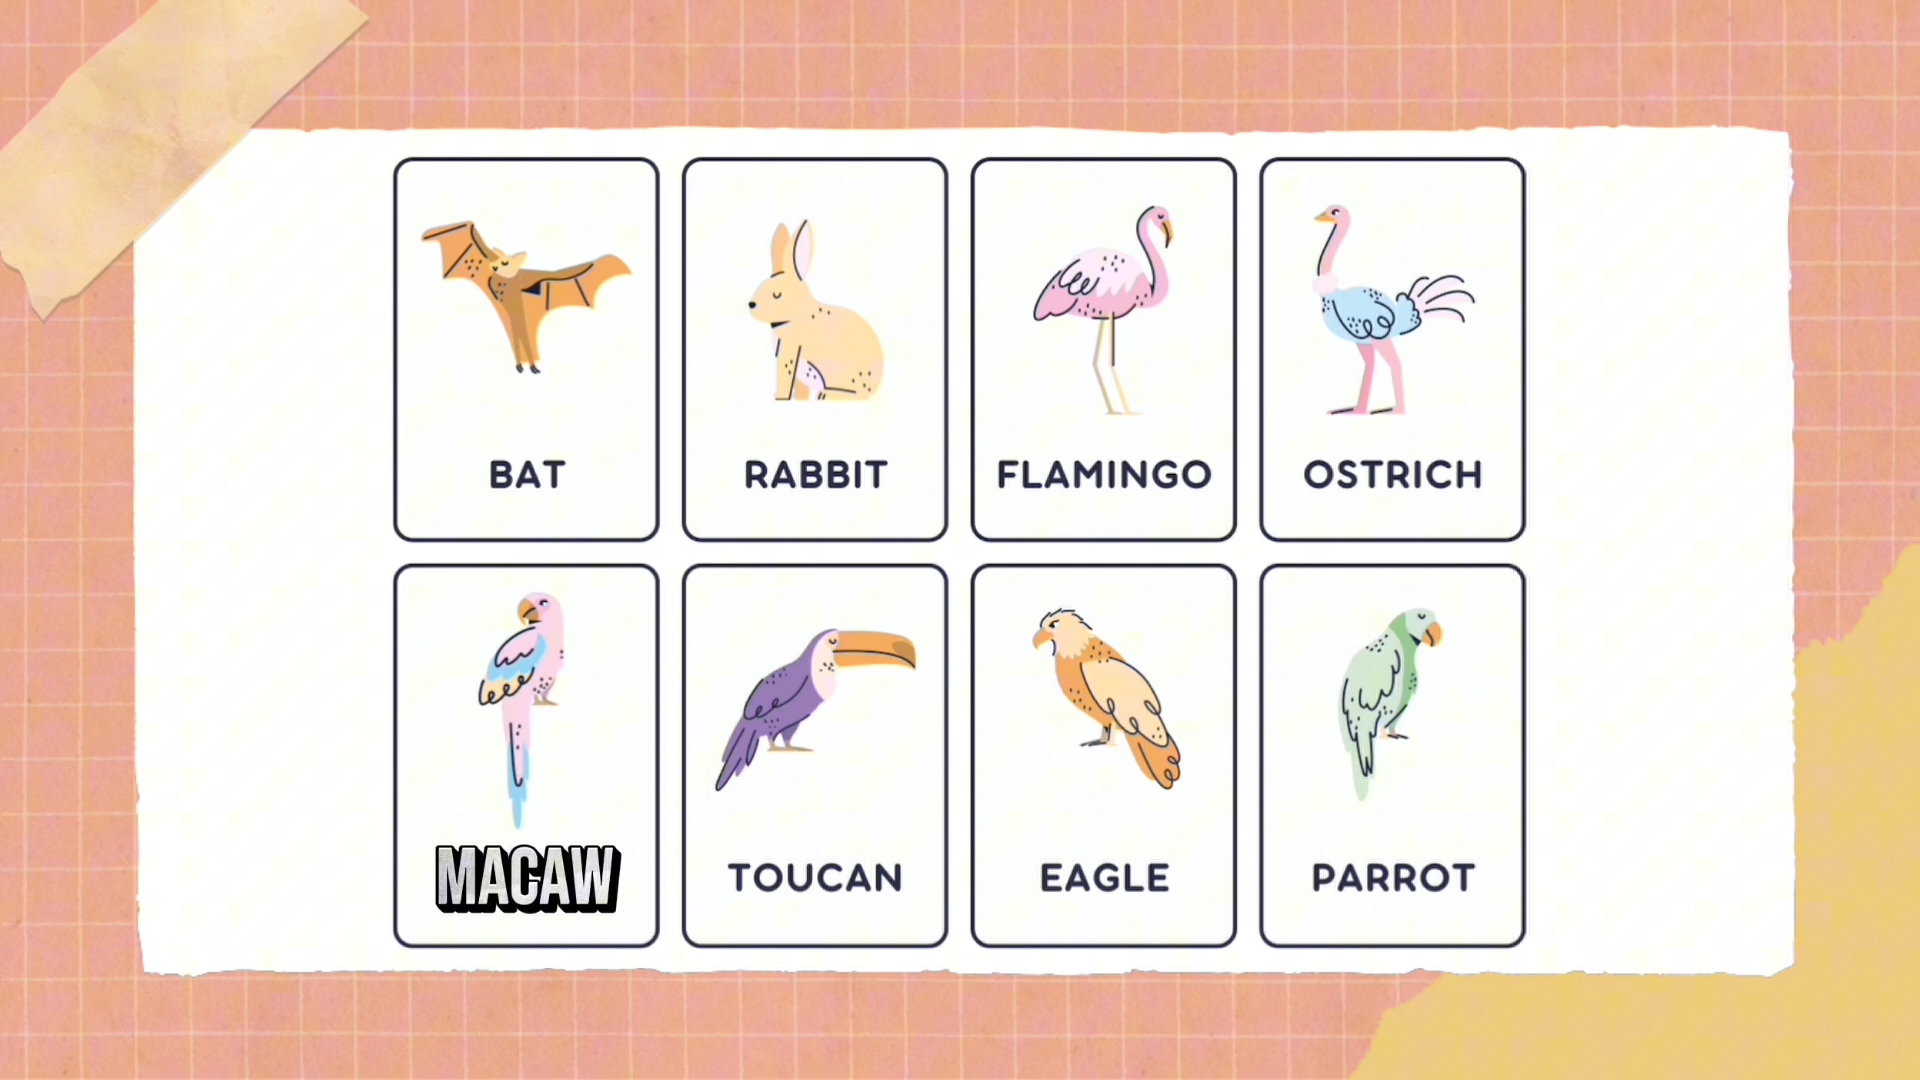 BAT
RABBIT
FLAMINGO
OSTRICH
MACAW
TOUCAN
EAGLE
PARROT